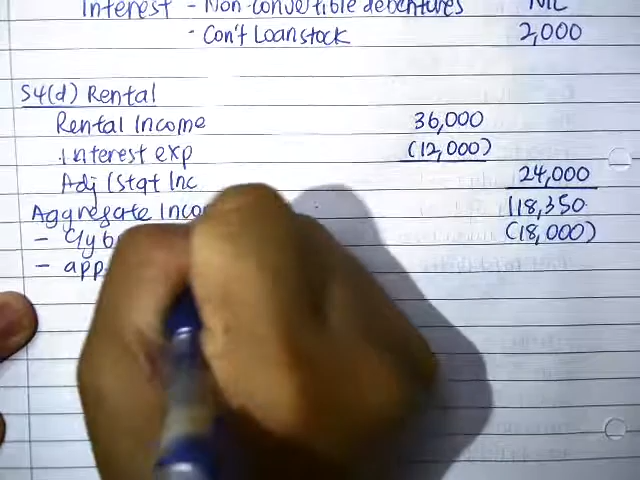 Interest - Non-convertible debentures NIL
- Con't Loanstock 2,000
S4(d) Rental
Rental Income 36,000
Interest exp (12,000)
Adj /Stat Inc 24,000
Aggregate 118,350
- (18,000)
- app